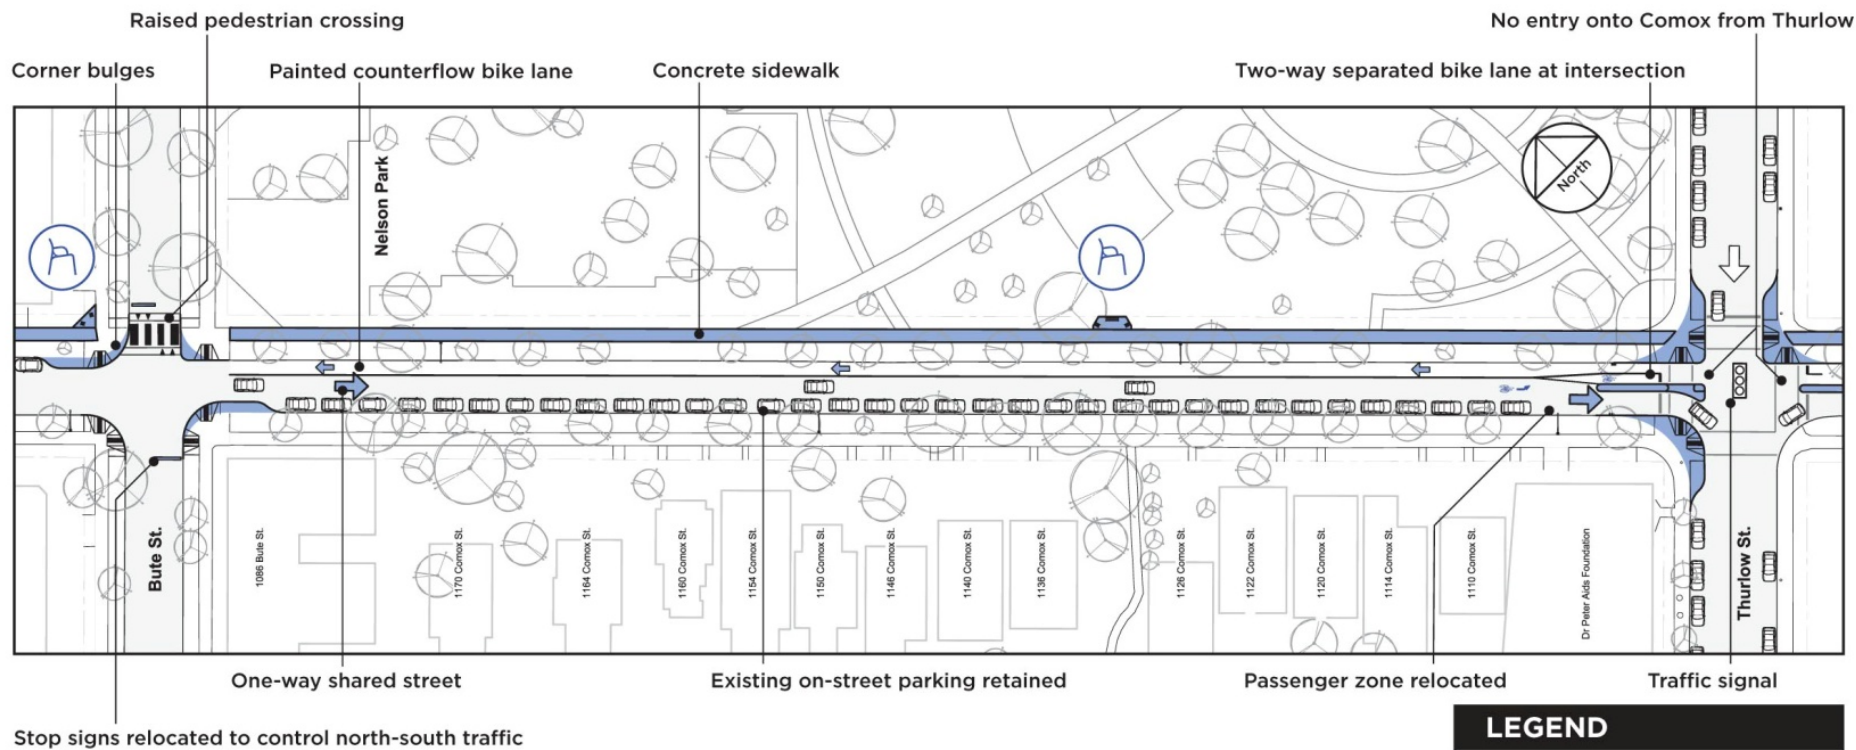 Raised pedestrian crossing
No entry onto Comox from Thurlow
Corner bulges
Painted counterflow bike lane
Concrete sidewalk
Two-way separated bike lane at intersection
Nelson Park
North
Bute St.
1086 Bute St.
11170 Comox St.
1164 Comox St.
1160 Comox St.
1154 Comox St.
1150 Comox St.
1146 Comox St.
1140 Comox St.
1136 Comox St.
1126 Comox St.
1122 Comox St.
1120 Comox St.
1114 Comox St.
11110 Comox St.
Dr Peter Aids Foundation
Thurlow St.
One-way shared street
Existing on-street parking retained
Passenger zone relocated
Traffic signal
Stop signs relocated to control north-south traffic
LEGEND